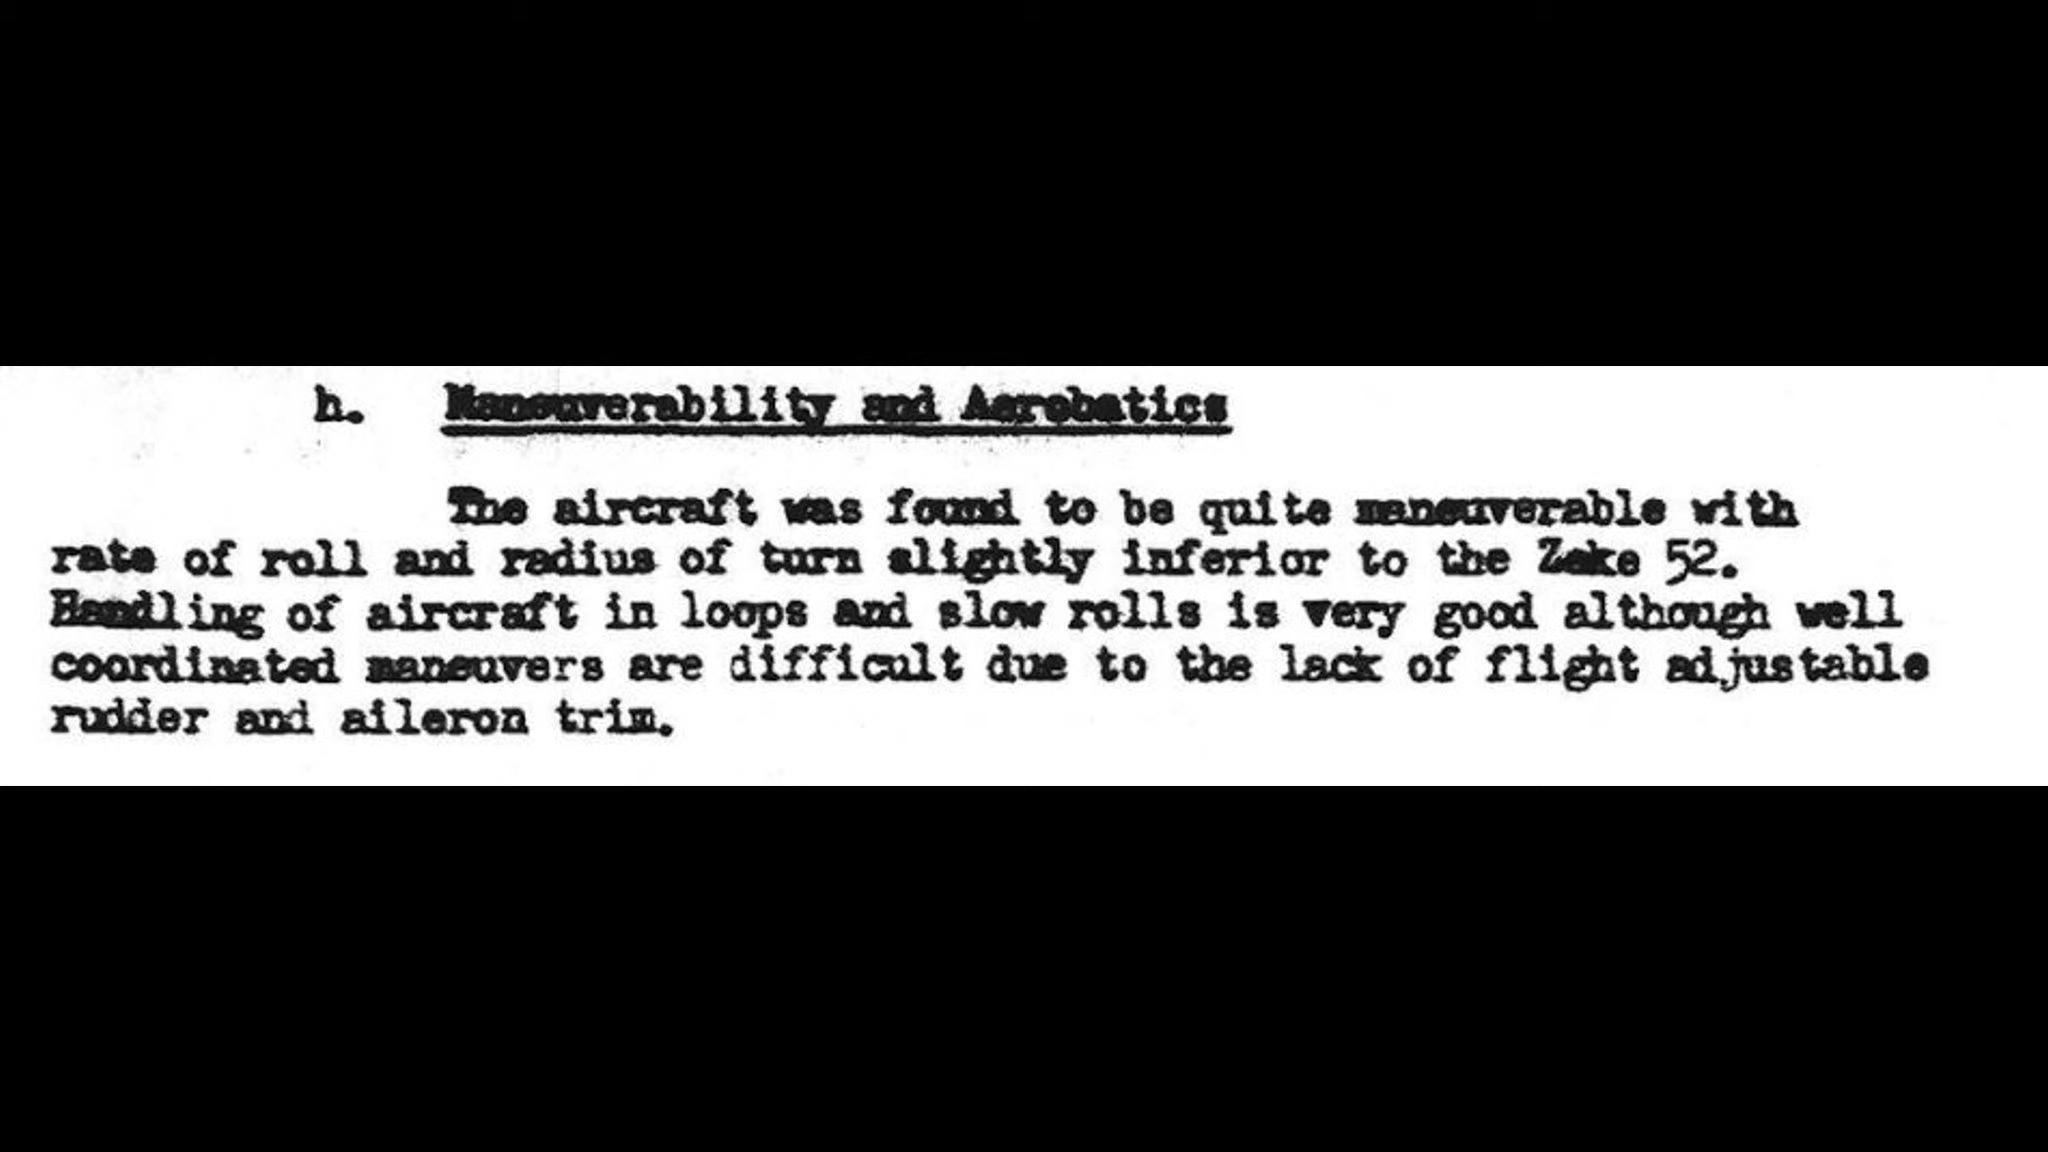 h. Maneuverability and Aerobatics
The aircraft was found to be quite maneuverable with
rate of roll and radius of turn slightly inferior to the Zeke 52.
Handling of aircraft in loops and slow rolls is very good although well
coordinated maneuvers are difficult due to the lack of flight adjustable
rudder and aileron trim.